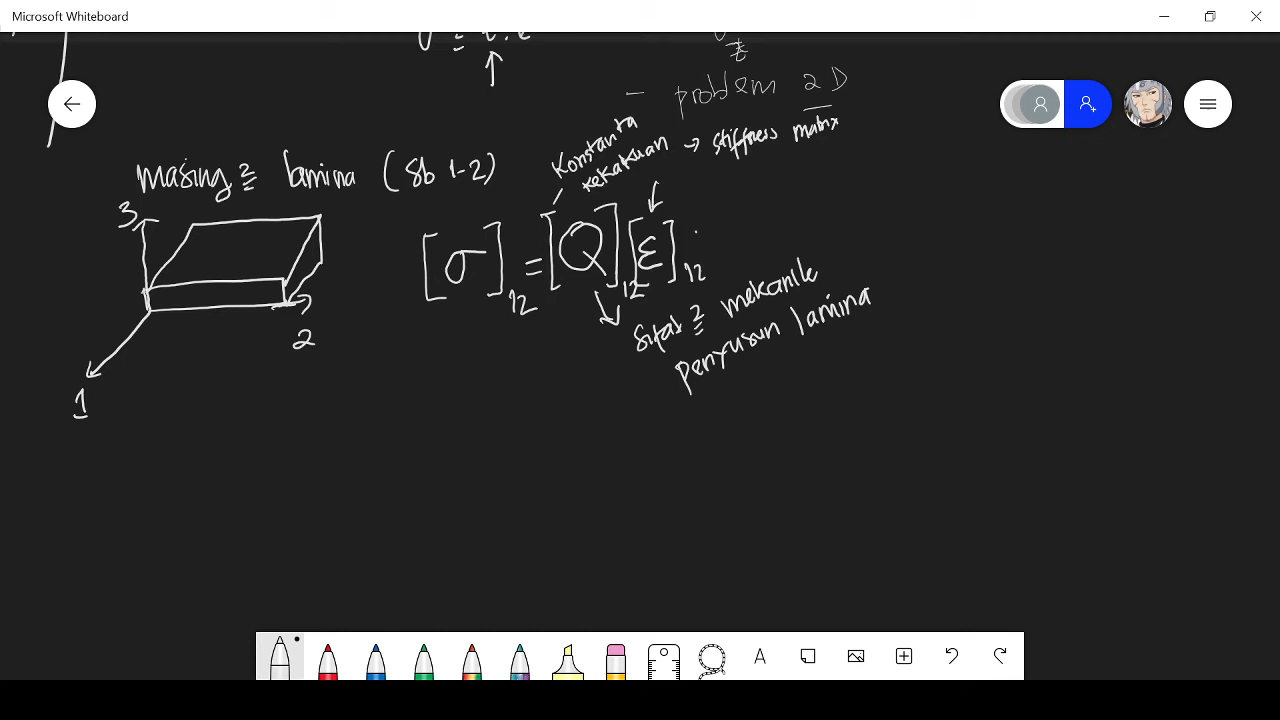 Microsoft Whiteboard
- problem 2D
Konstanta
kekakuan → stiffness matrix
masing² lamina (sb 1-2)
3
[σ]₁₂ = [Q]₁₂ [ε]₁₂
2
1
Sifat² mekanik
penyusun lamina
A